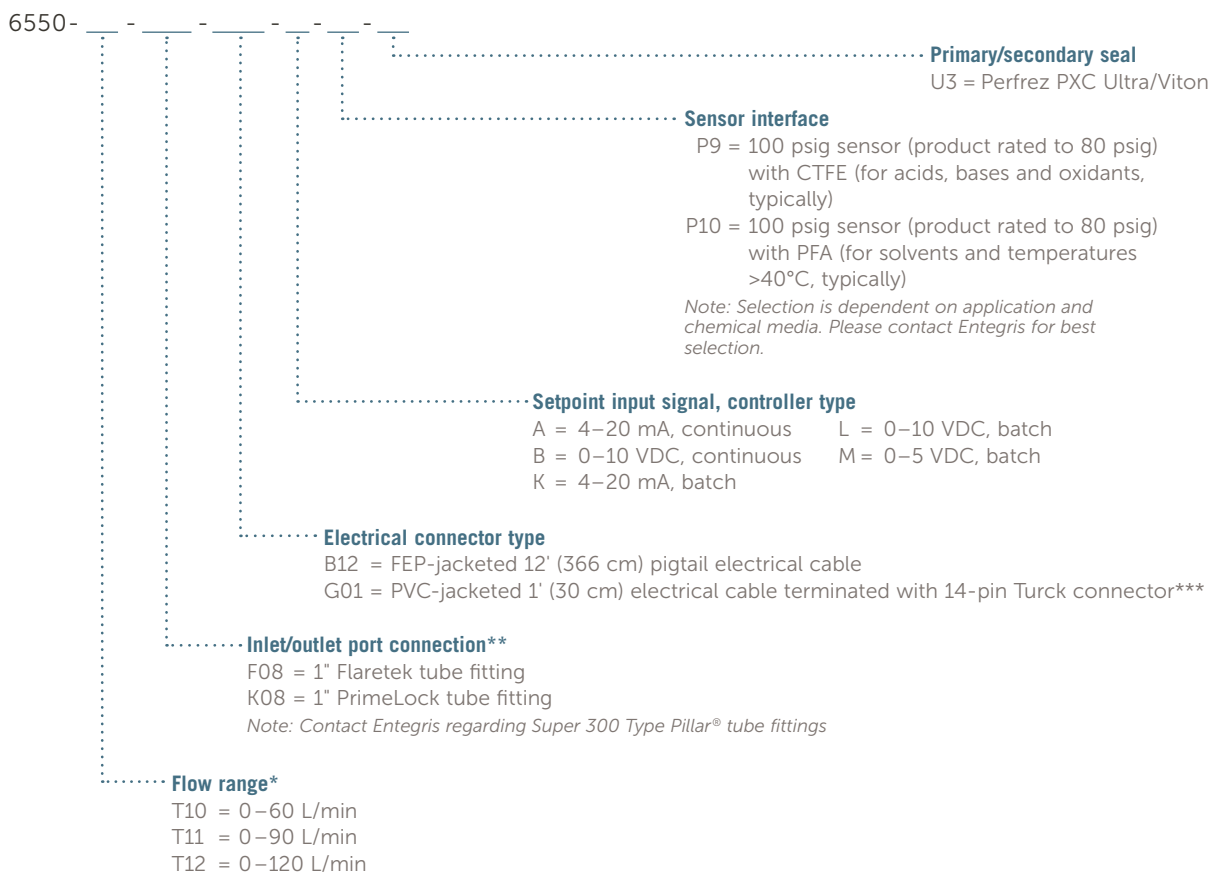 6550- ___ - ____ - ____ - __ - ___ - ___
Primary/secondary seal
U3 = Perfrez PXC Ultra/Viton
Sensor interface
P9 = 100 psig sensor (product rated to 80 psig)
with CTFE (for acids, bases and oxidants,
typically)
P10 = 100 psig sensor (product rated to 80 psig)
with PFA (for solvents and temperatures
>40°C, typically)
Note: Selection is dependent on application and
chemical media. Please contact Entegris for best
selection.
Setpoint input signal, controller type
A = 4–20 mA, continuous L = 0–10 VDC, batch
B = 0–10 VDC, continuous M = 0–5 VDC, batch
K = 4–20 mA, batch
Electrical connector type
B12 = FEP-jacketed 12' (366 cm) pigtail electrical cable
G01 = PVC-jacketed 1' (30 cm) electrical cable terminated with 14-pin Turck connector***
Inlet/outlet port connection**
F08 = 1" Flaretek tube fitting
K08 = 1" PrimeLock tube fitting
Note: Contact Entegris regarding Super 300 Type Pillar® tube fittings
Flow range*
T10 = 0–60 L/min
T11 = 0–90 L/min
T12 = 0–120 L/min